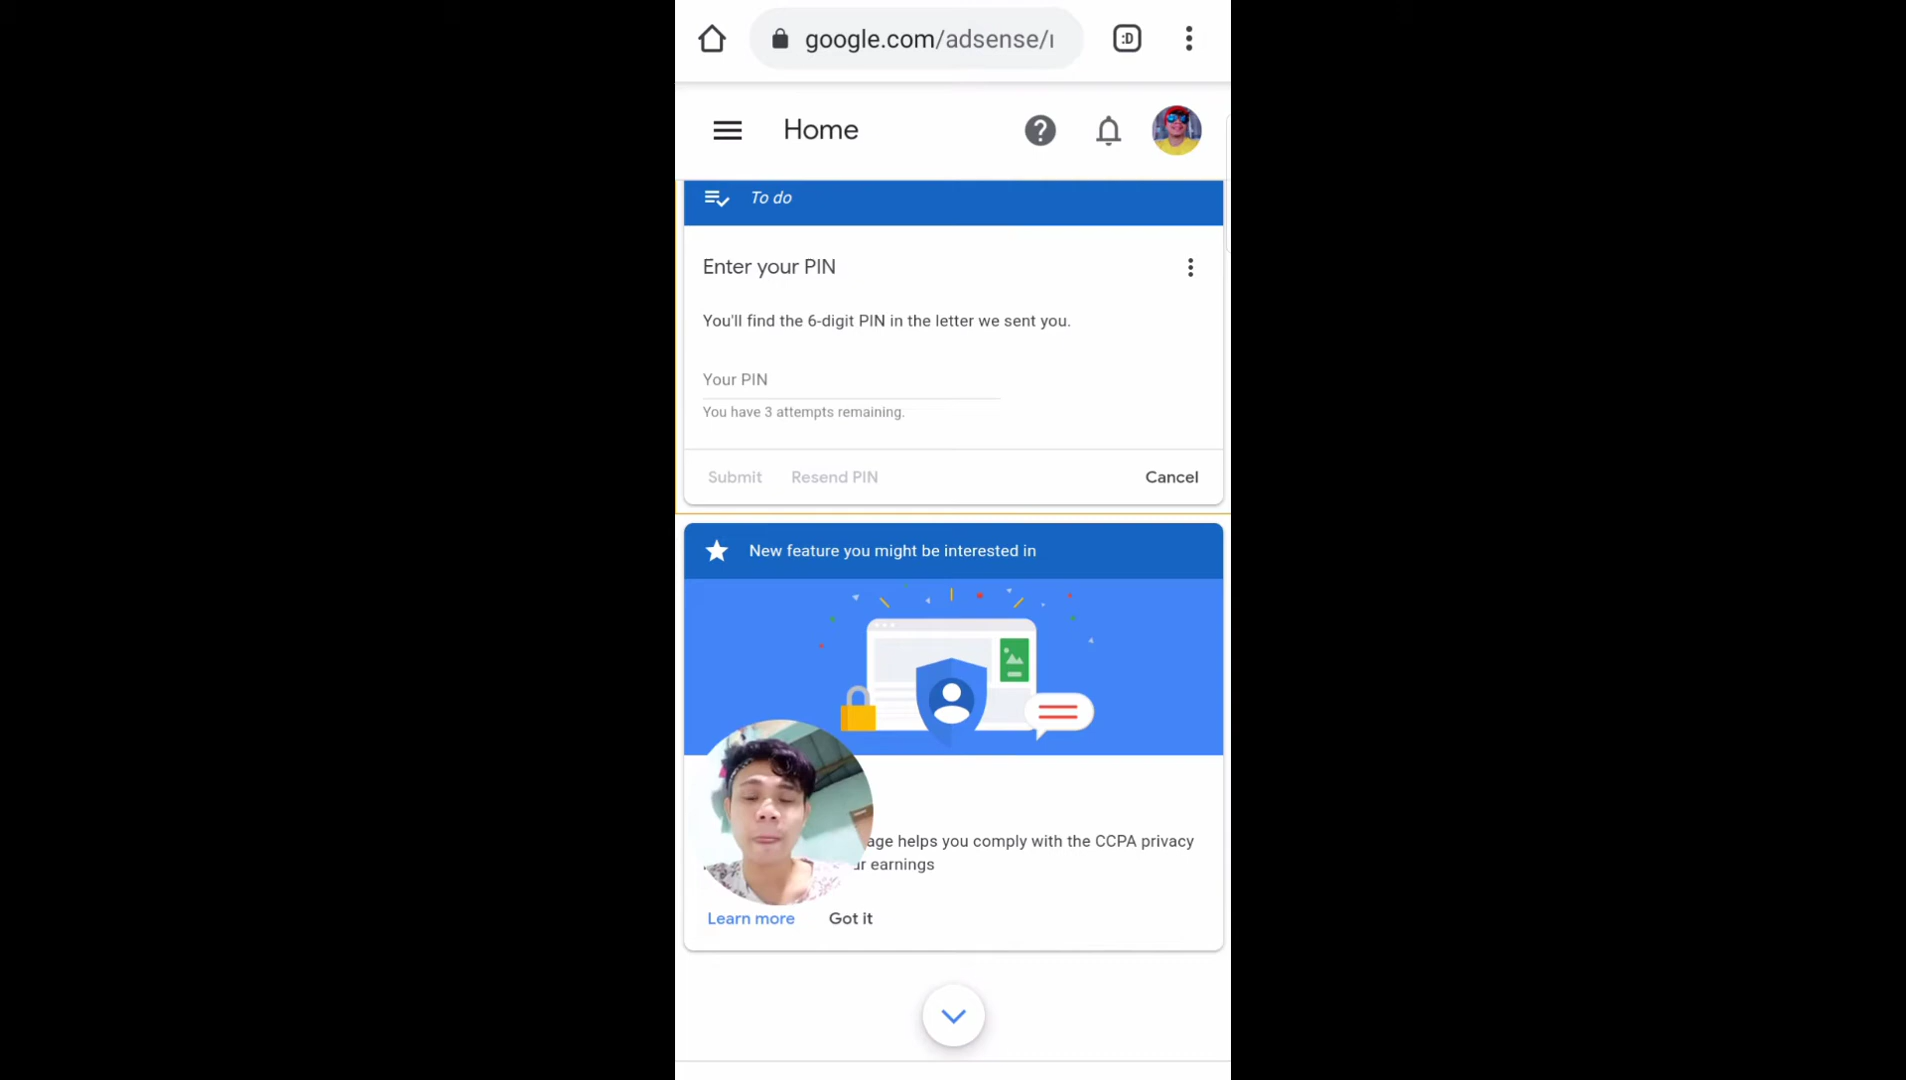 google.com/adsense/
:D
Home
To do
Enter your PIN
You'll find the 6-digit PIN in the letter we sent you.
Your PIN
You have 3 attempts remaining.
Submit Resend PIN Cancel
New feature you might be interested in
age helps you comply with the CCPA privacy
earnings
Learn more Got it